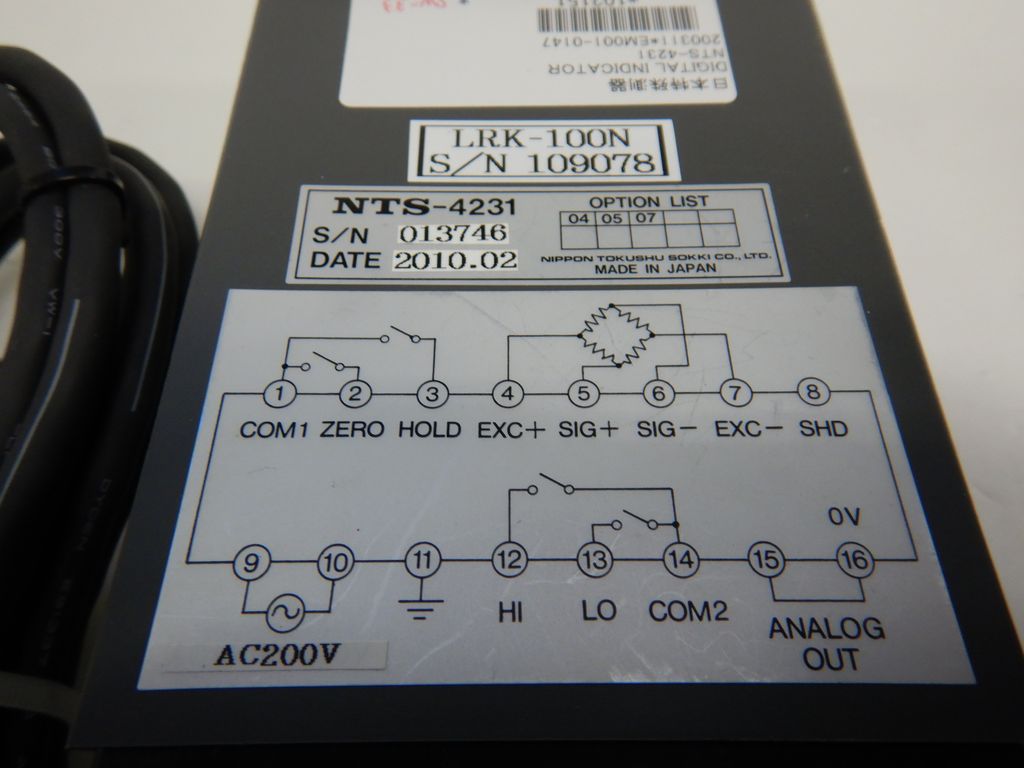 日本特殊測器
DIGITAL INDICATOR
NTS-4231
200311*EM001-0147
LRK-100N
S/N 109078
NTS-4231
S/N 013746
DATE 2010.02
OPTION LIST
04 05 07
NIPPON TOKUSHU SOKKI CO., LTD.
MADE IN JAPAN
1 2 3 4 5 6 7 8
COM1 ZERO HOLD EXC+ SIG+ SIG- EXC- SHD
0V
9 10 11 12 13 14 15 16
HI LO COM2
ANALOG
OUT
AC200V